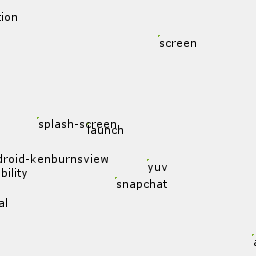 tion
screen
splash-screen
launch
droid-kenburnsview
yuv
bility
snapchat
al
a